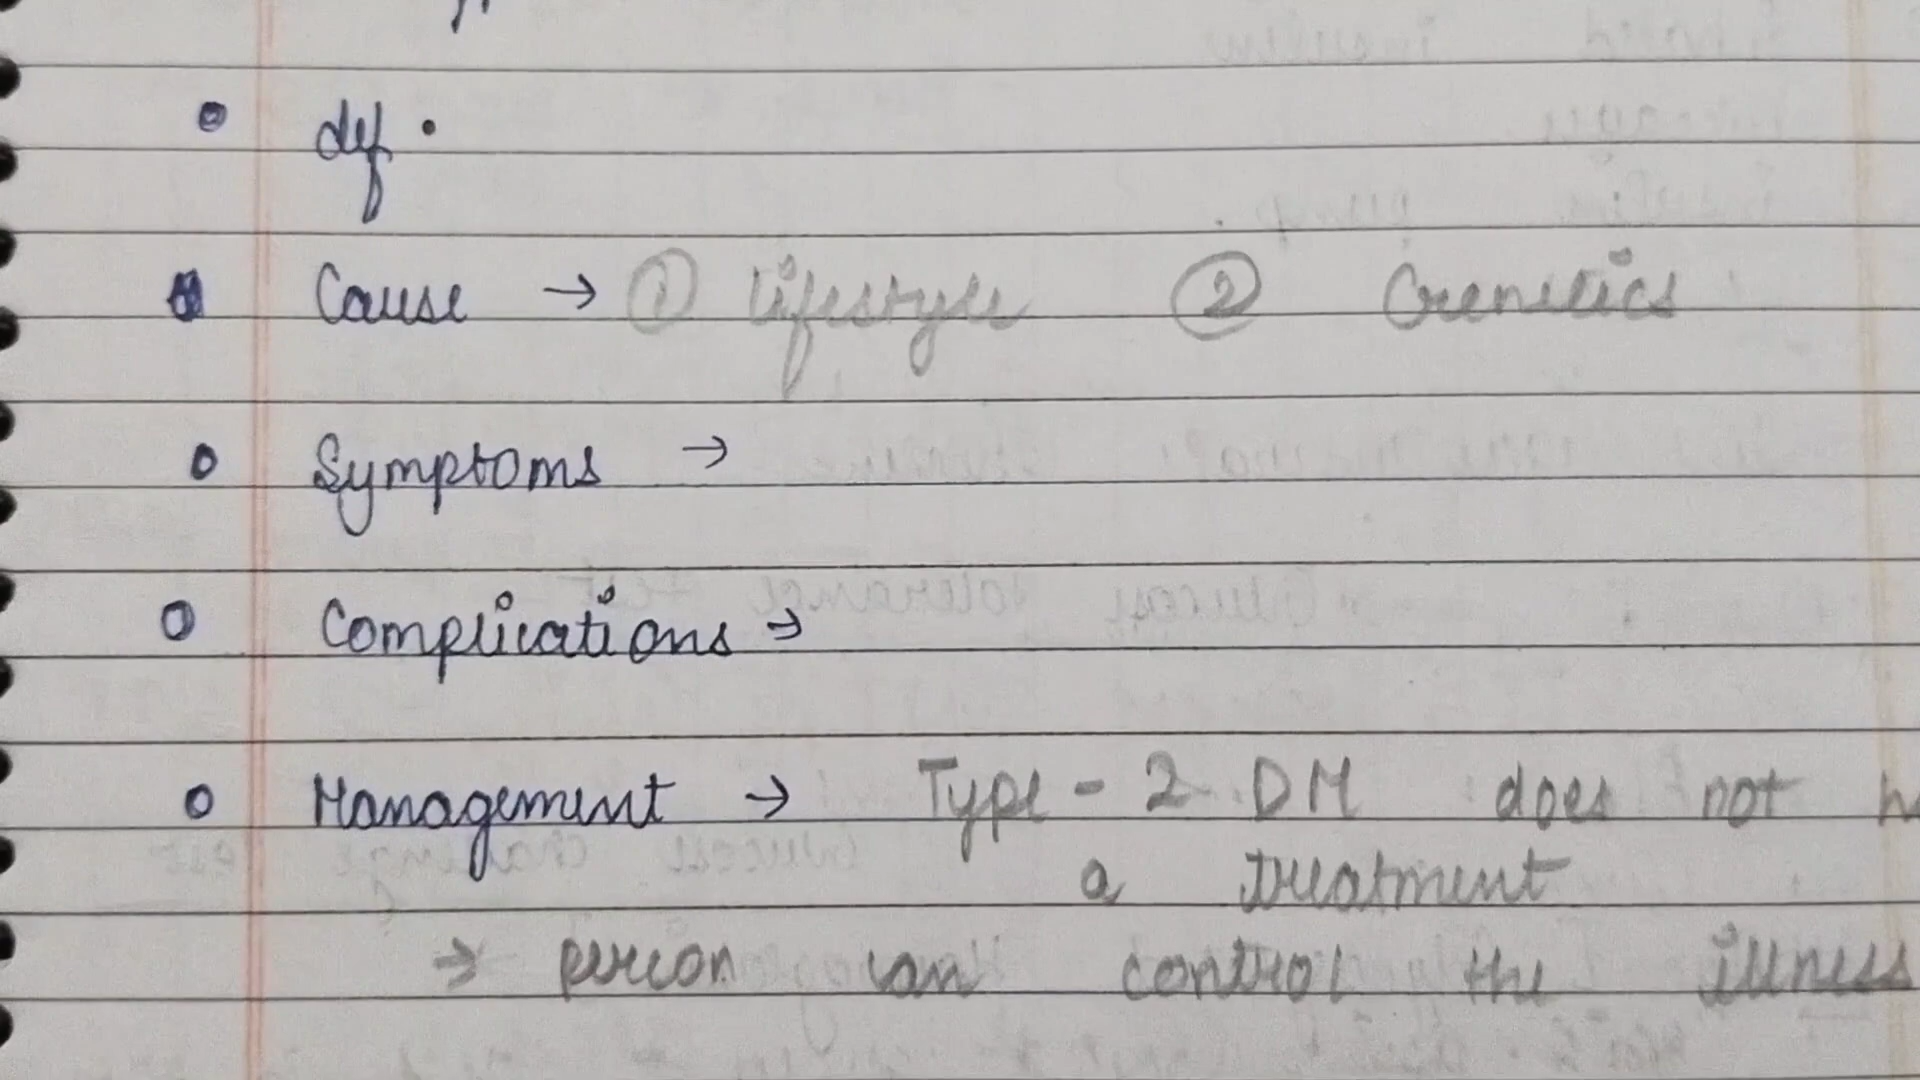 def.
Cause → ① Lifestyle ② Genetics
Symptoms →
Complications →
Management → Type - 2 DM does not
a treatment
→ person can control the illness